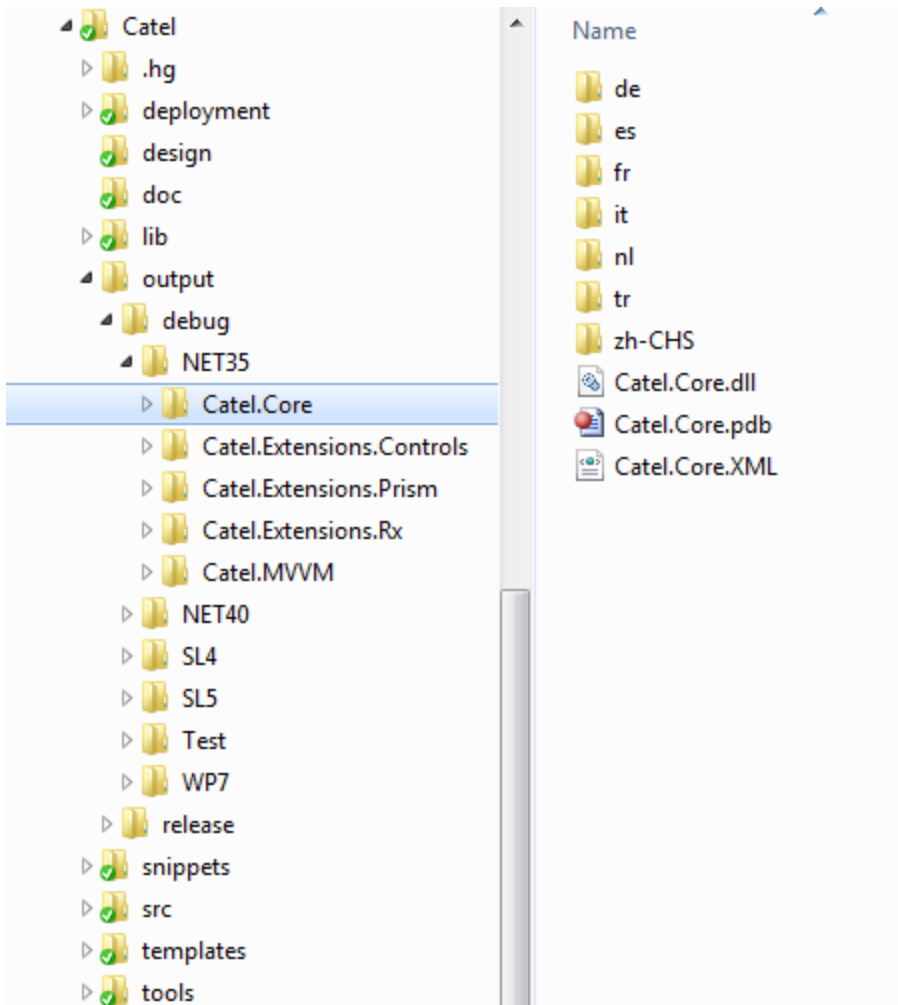 Catel
.hg
deployment
design
doc
lib
output
debug
NET35
Catel.Core
Catel.Extensions.Controls
Catel.Extensions.Prism
Catel.Extensions.Rx
Catel.MVVM
NET40
SL4
SL5
Test
WP7
release
snippets
src
templates
tools
Name
de
es
fr
it
nl
tr
zh-CHS
Catel.Core.dll
Catel.Core.pdb
Catel.Core.XML